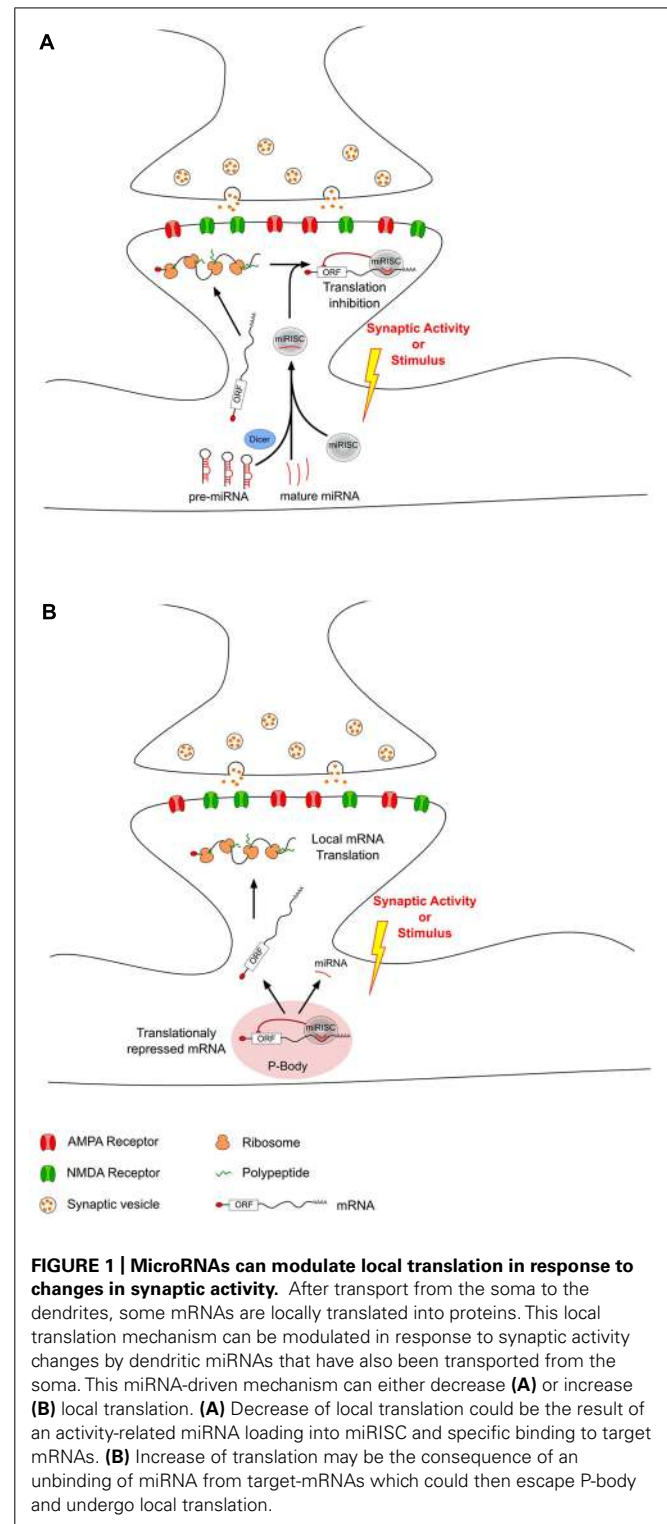 A
miRISC
ORF
AAAA
Translation
inhibition
miRISC
AAAA
ORF
Synaptic Activity
or
Stimulus
Dicer
miRISC
pre-miRNA
mature miRNA
B
Local mRNA
Translation
AAAA
ORF
Synaptic Activity
or
Stimulus
miRNA
Translationaly
repressed mRNA
miRISC
ORF
AAAA
P-Body
AMPA Receptor
Ribosome
NMDA Receptor
Polypeptide
Synaptic vesicle
ORF
AAAA
mRNA
FIGURE 1 | MicroRNAs can modulate local translation in response to
changes in synaptic activity. After transport from the soma to the
dendrites, some mRNAs are locally translated into proteins. This local
translation mechanism can be modulated in response to synaptic activity
changes by dendritic miRNAs that have also been transported from the
soma. This miRNA-driven mechanism can either decrease (A) or increase
(B) local translation. (A) Decrease of local translation could be the result of
an activity-related miRNA loading into miRISC and specific binding to target
mRNAs. (B) Increase of translation may be the consequence of an
unbinding of miRNA from target-mRNAs which could then escape P-body
and undergo local translation.